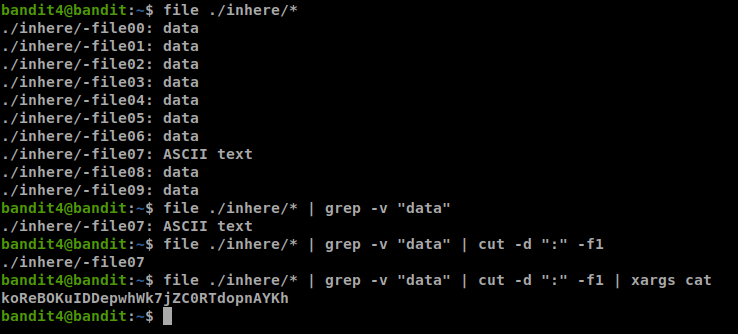 bandit4@bandit:~$ file ./inhere/*
./inhere/-file00: data
./inhere/-file01: data
./inhere/-file02: data
./inhere/-file03: data
./inhere/-file04: data
./inhere/-file05: data
./inhere/-file06: data
./inhere/-file07: ASCII text
./inhere/-file08: data
./inhere/-file09: data
bandit4@bandit:~$ file ./inhere/* | grep -v "data"
./inhere/-file07: ASCII text
bandit4@bandit:~$ file ./inhere/* | grep -v "data" | cut -d ":" -f1
./inhere/-file07
bandit4@bandit:~$ file ./inhere/* | grep -v "data" | cut -d ":" -f1 | xargs cat
koReBOKuIDDepwhWk7jZC0RTdopnAYKh
bandit4@bandit:~$